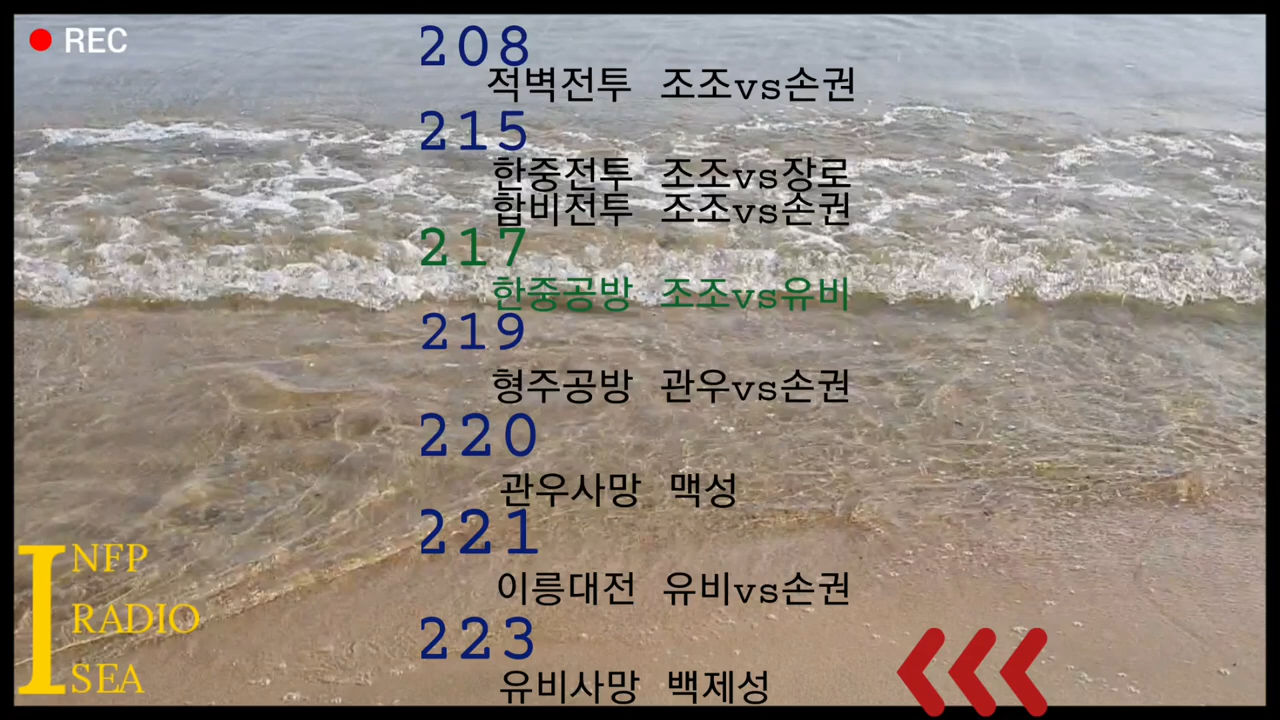 REC
208
적벽전투 조조vs손권
215
한중전투 조조vs장로
합비전투 조조vs손권
217
한중공방 조조vs유비
219
형주공방 관우vs손권
220
관우사망 맥성
221
이릉대전 유비vs손권
223
유비사망 백제성
INFP
RADIO
SEA